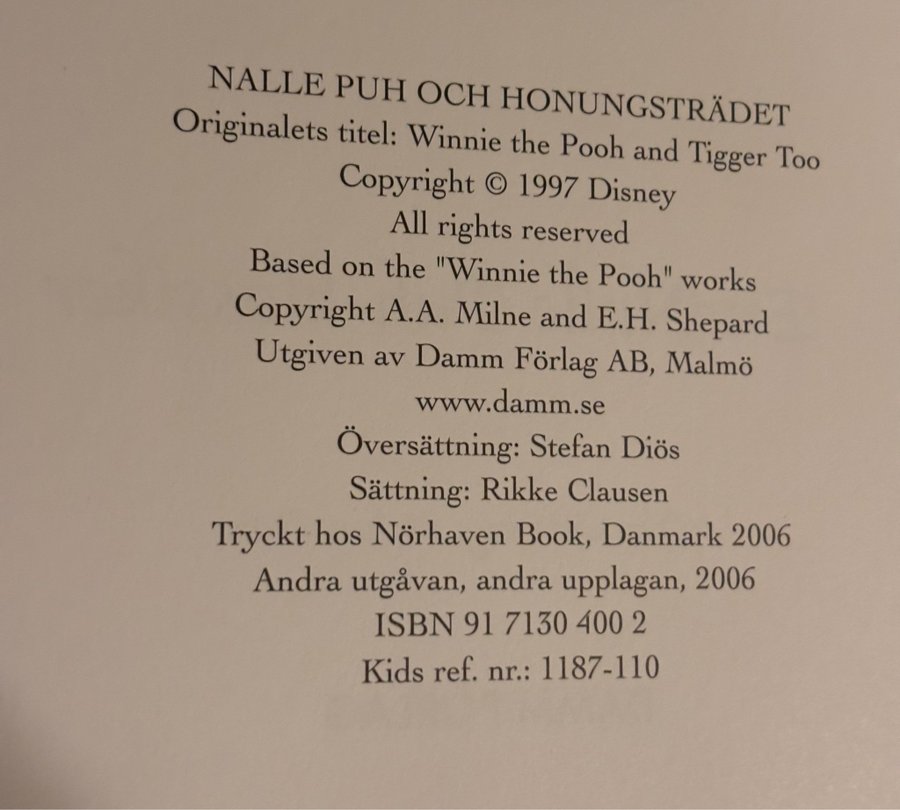 NALLE PUH OCH HONUNGSTRÄDET
Originalets titel: Winnie the Pooh and Tigger Too
Copyright © 1997 Disney
All rights reserved
Based on the "Winnie the Pooh" works
Copyright A.A. Milne and E.H. Shepard
Utgiven av Damm Förlag AB, Malmö
www.damm.se
Översättning: Stefan Diös
Sättning: Rikke Clausen
Tryckt hos Nörhaven Book, Danmark 2006
Andra utgåvan, andra upplagan, 2006
ISBN 91 7130 400 2
Kids ref. nr.: 1187-110